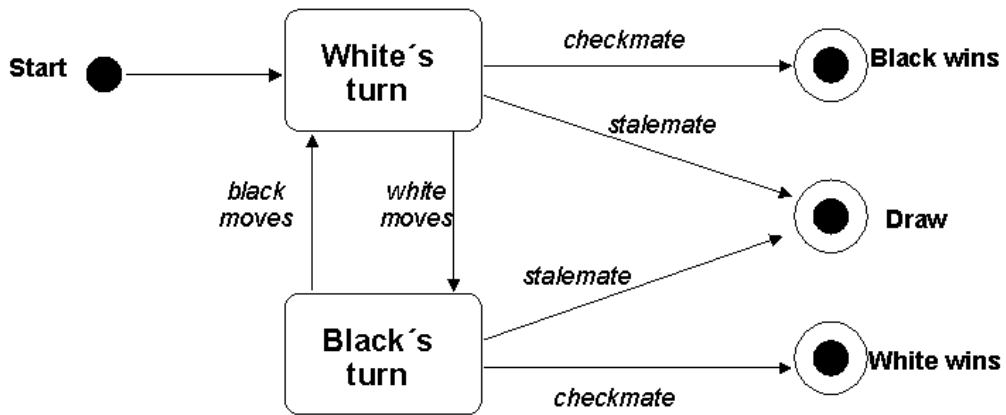 Start
White´s
turn
checkmate
Black wins
stalemate
black
moves
white
moves
Draw
stalemate
Black´s
turn
White wins
checkmate